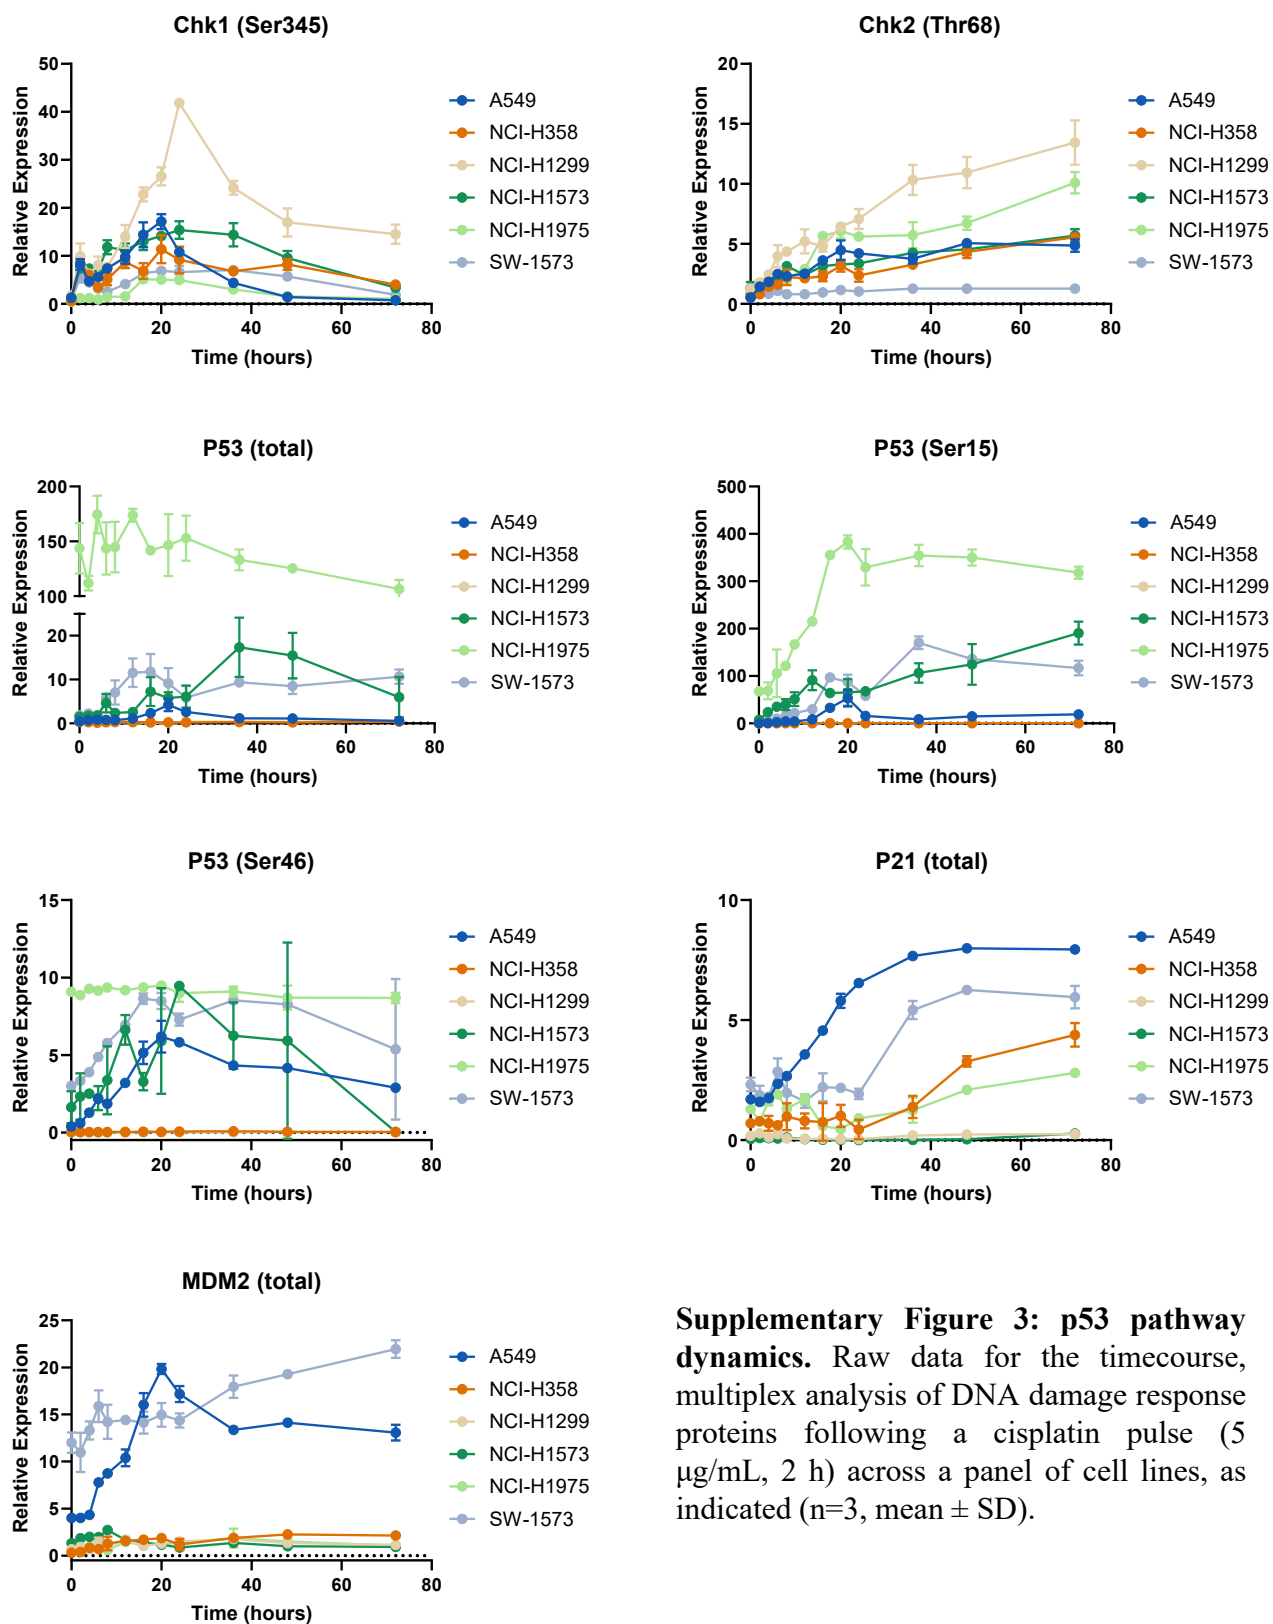 Chk1 (Ser345)
50
40
30
20
10
0
Relative Expression
0 20 40 60 80
Time (hours)
A549
NCI-H358
NCI-H1299
NCI-H1573
NCI-H1975
SW-1573
Chk2 (Thr68)
20
15
10
5
0
Relative Expression
0 20 40 60 80
Time (hours)
A549
NCI-H358
NCI-H1299
NCI-H1573
NCI-H1975
SW-1573
P53 (total)
200
150
100
20
10
0
Relative Expression
0 20 40 60 80
Time (hours)
A549
NCI-H358
NCI-H1299
NCI-H1573
NCI-H1975
SW-1573
P53 (Ser15)
500
400
300
200
100
0
Relative Expression
0 20 40 60 80
Time (hours)
A549
NCI-H358
NCI-H1299
NCI-H1573
NCI-H1975
SW-1573
P53 (Ser46)
15
10
5
0
Relative Expression
0 20 40 60 80
Time (hours)
A549
NCI-H358
NCI-H1299
NCI-H1573
NCI-H1975
SW-1573
P21 (total)
10
5
0
Relative Expression
0 20 40 60 80
Time (hours)
A549
NCI-H358
NCI-H1299
NCI-H1573
NCI-H1975
SW-1573
MDM2 (total)
25
20
15
10
5
0
Relative Expression
0 20 40 60 80
Time (hours)
A549
NCI-H358
NCI-H1299
NCI-H1573
NCI-H1975
SW-1573
Supplementary Figure 3: p53 pathway
dynamics. Raw data for the timecourse,
multiplex analysis of DNA damage response
proteins following a cisplatin pulse (5
μg/mL, 2 h) across a panel of cell lines, as
indicated (n=3, mean ± SD).